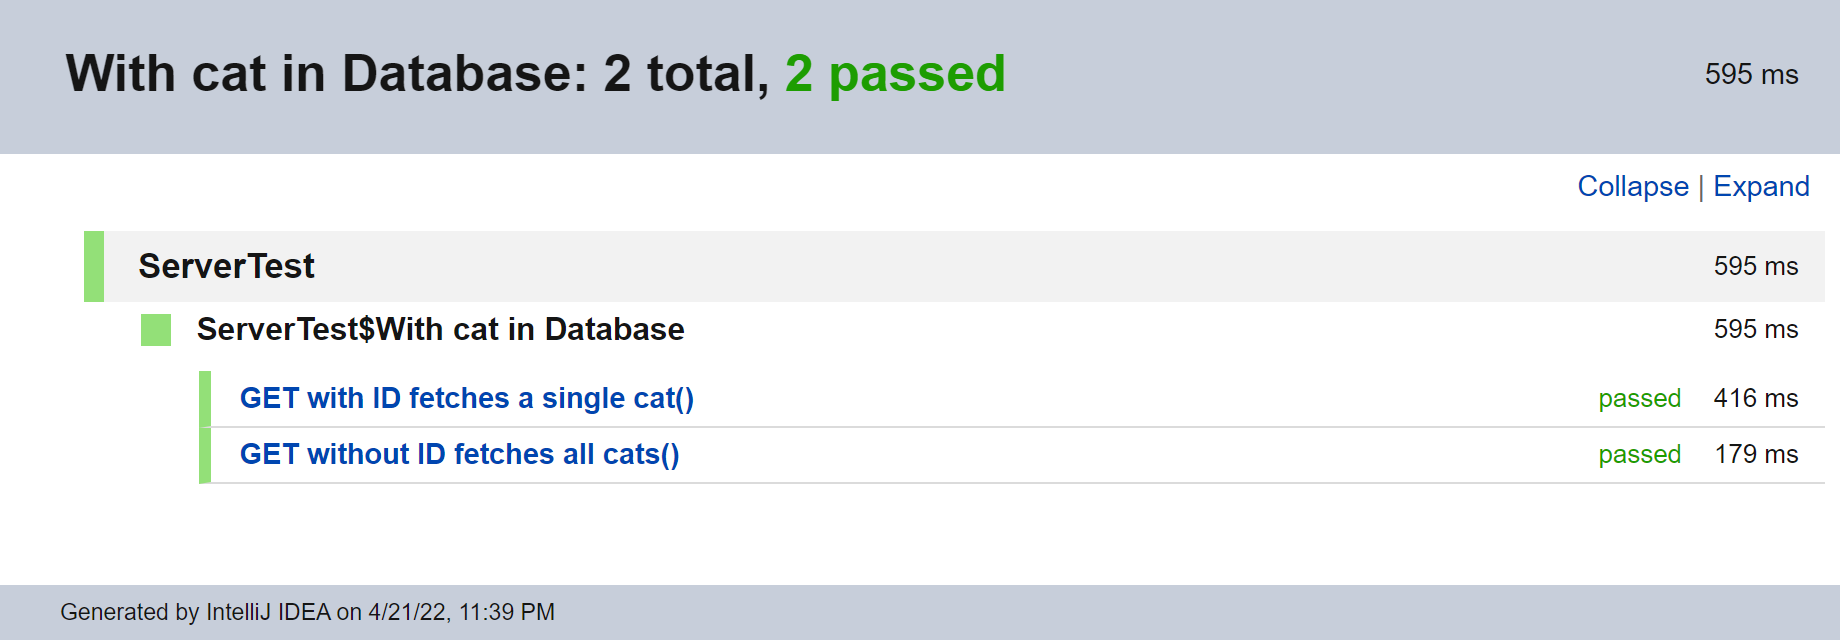 With cat in Database: 2 total, 2 passed 595 ms
Collapse | Expand
ServerTest 595 ms
ServerTest$With cat in Database 595 ms
GET with ID fetches a single cat() passed 416 ms
GET without ID fetches all cats() passed 179 ms
Generated by IntelliJ IDEA on 4/21/22, 11:39 PM